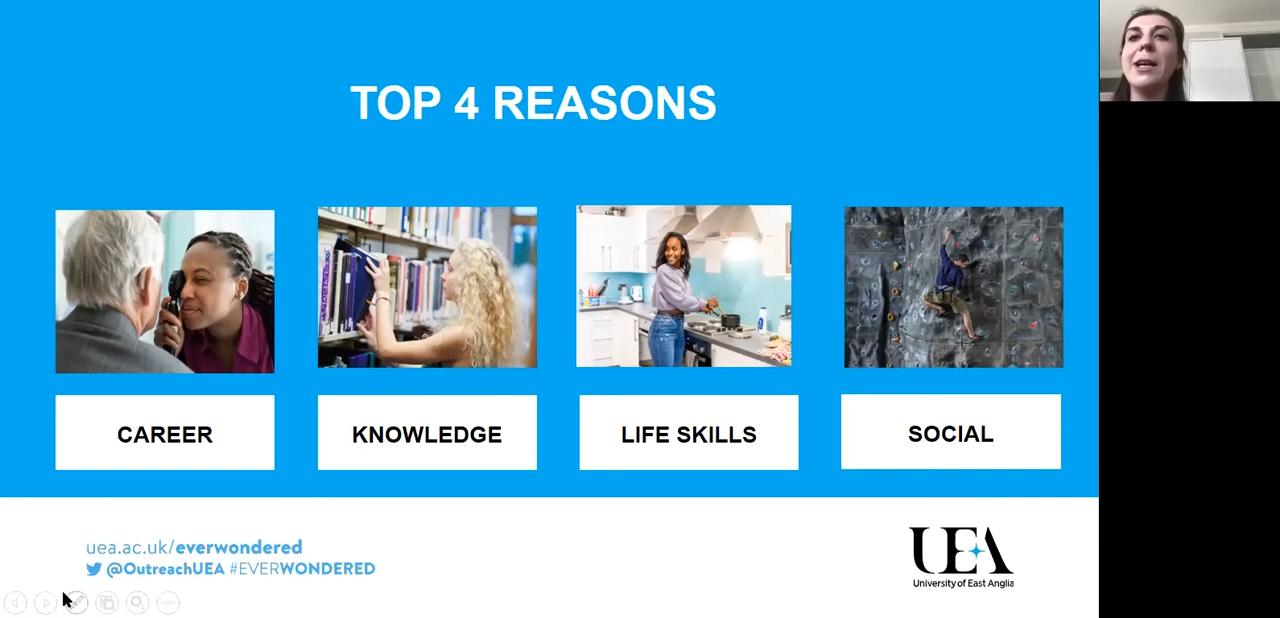 TOP 4 REASONS
CAREER
KNOWLEDGE
LIFE SKILLS
SOCIAL
uea.ac.uk/everwondered
@OutreachUEA #EVERWONDERED
UEA
University of East Anglia